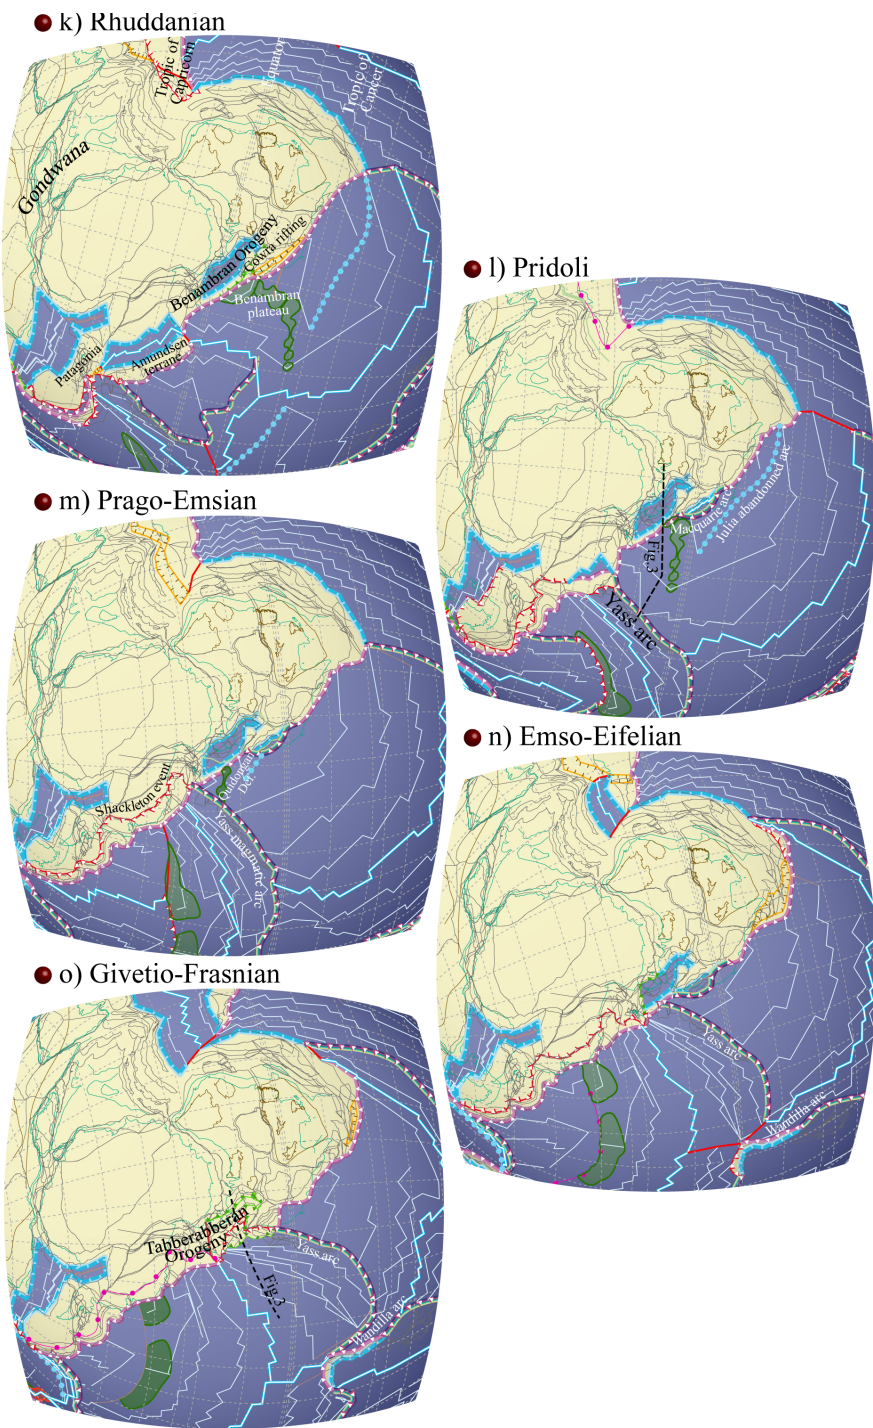 k) Rhuddanian
Tropic of
Capricorn
Equator
Tropic of
Cancer
Gondwana
Benambran Orogeny
Cowra rifting
Benambran
plateau
Patagonia
Amundsen
terrane
l) Pridoli
Macquarie arc
Julia abandonned arc
Fig.3
Yass arc
m) Prago-Emsian
Shackleton event
Yass magmatic arc
n) Emso-Eifelian
Yass arc
Wandilla arc
o) Givetio-Frasnian
Tabberabberan
Orogeny
Yass arc
Fig.3
Wandilla arc